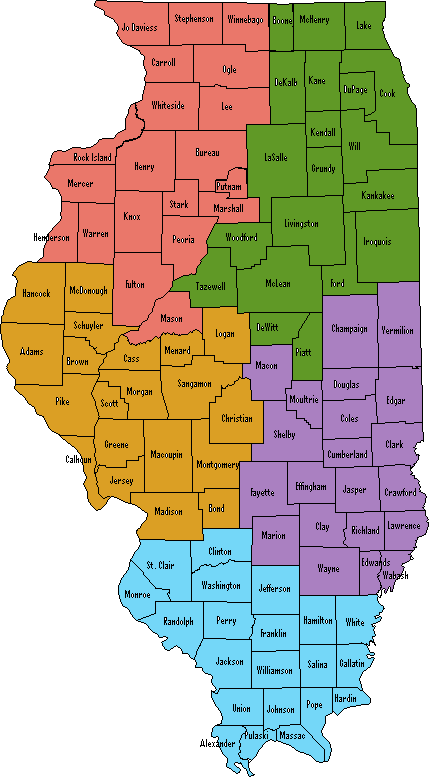 Jo Daviess
Stephenson
Winnebago
Boone
McHenry
Lake
Carroll
Ogle
DeKalb
Kane
DuPage
Cook
Whiteside
Lee
Kendall
Will
Rock Island
Bureau
LaSalle
Grundy
Henry
Mercer
Putnam
Kankakee
Stark
Marshall
Knox
Livingston
Henderson
Warren
Peoria
Woodford
Iroquois
Fulton
Tazewell
McLean
Ford
Hancock
McDonough
Mason
Schuyler
Logan
DeWitt
Champaign
Vermilion
Adams
Brown
Cass
Menard
Piatt
Macon
Morgan
Sangamon
Douglas
Pike
Scott
Moultrie
Edgar
Christian
Coles
Greene
Shelby
Clark
Calhoun
Macoupin
Montgomery
Cumberland
Jersey
Fayette
Effingham
Jasper
Crawford
Madison
Bond
Clay
Lawrence
Marion
Richland
Clinton
St. Clair
Wayne
Edwards
Wabash
Washington
Jefferson
Monroe
Randolph
Perry
Hamilton
White
Franklin
Jackson
Williamson
Salina
Gallatin
Union
Johnson
Pope
Hardin
Alexander
Pulaski
Massac